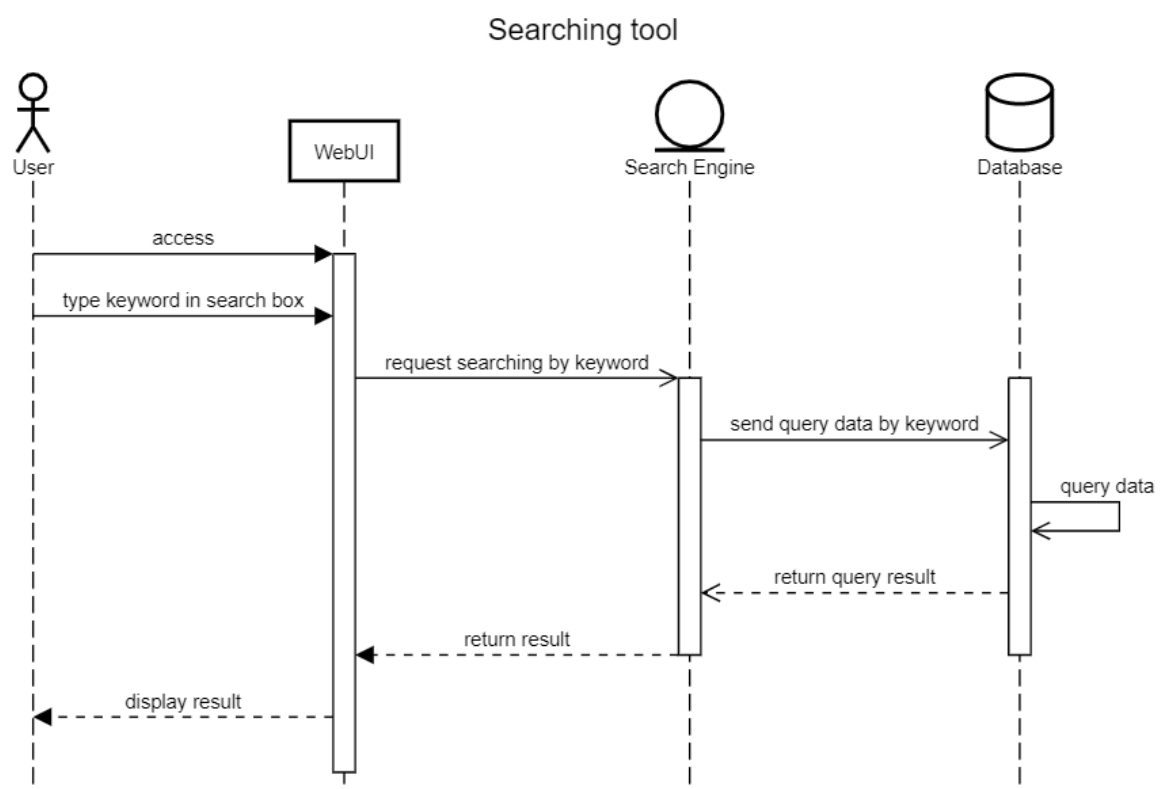 Searching tool
User
WebUI
Search Engine
Database
access
type keyword in search box
request searching by keyword
send query data by keyword
query data
return query result
return result
display result